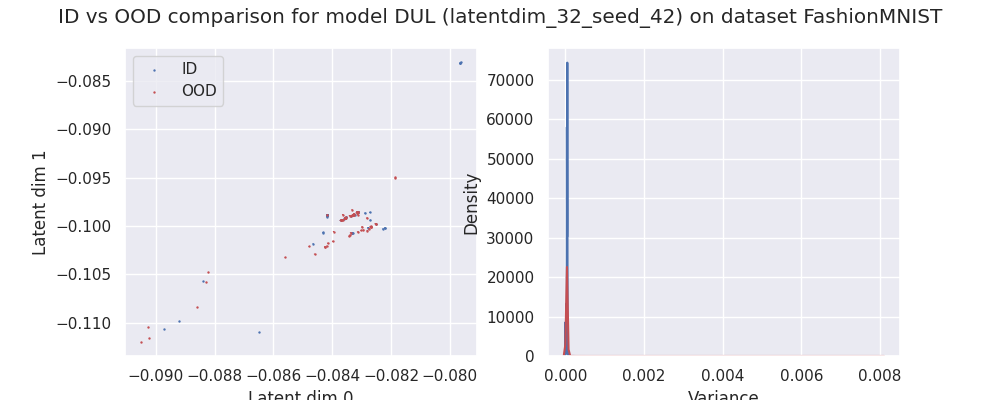 ID vs OOD comparison for model DUL (latentdim_32_seed_42) on dataset FashionMNIST
ID
OOD
Latent dim 1
−0.085
−0.090
−0.095
−0.100
−0.105
−0.110
−0.090 −0.088 −0.086 −0.084 −0.082 −0.080
Latent dim 0
Density
70000
60000
50000
40000
30000
20000
10000
0
0.000 0.002 0.004 0.006 0.008
Variance